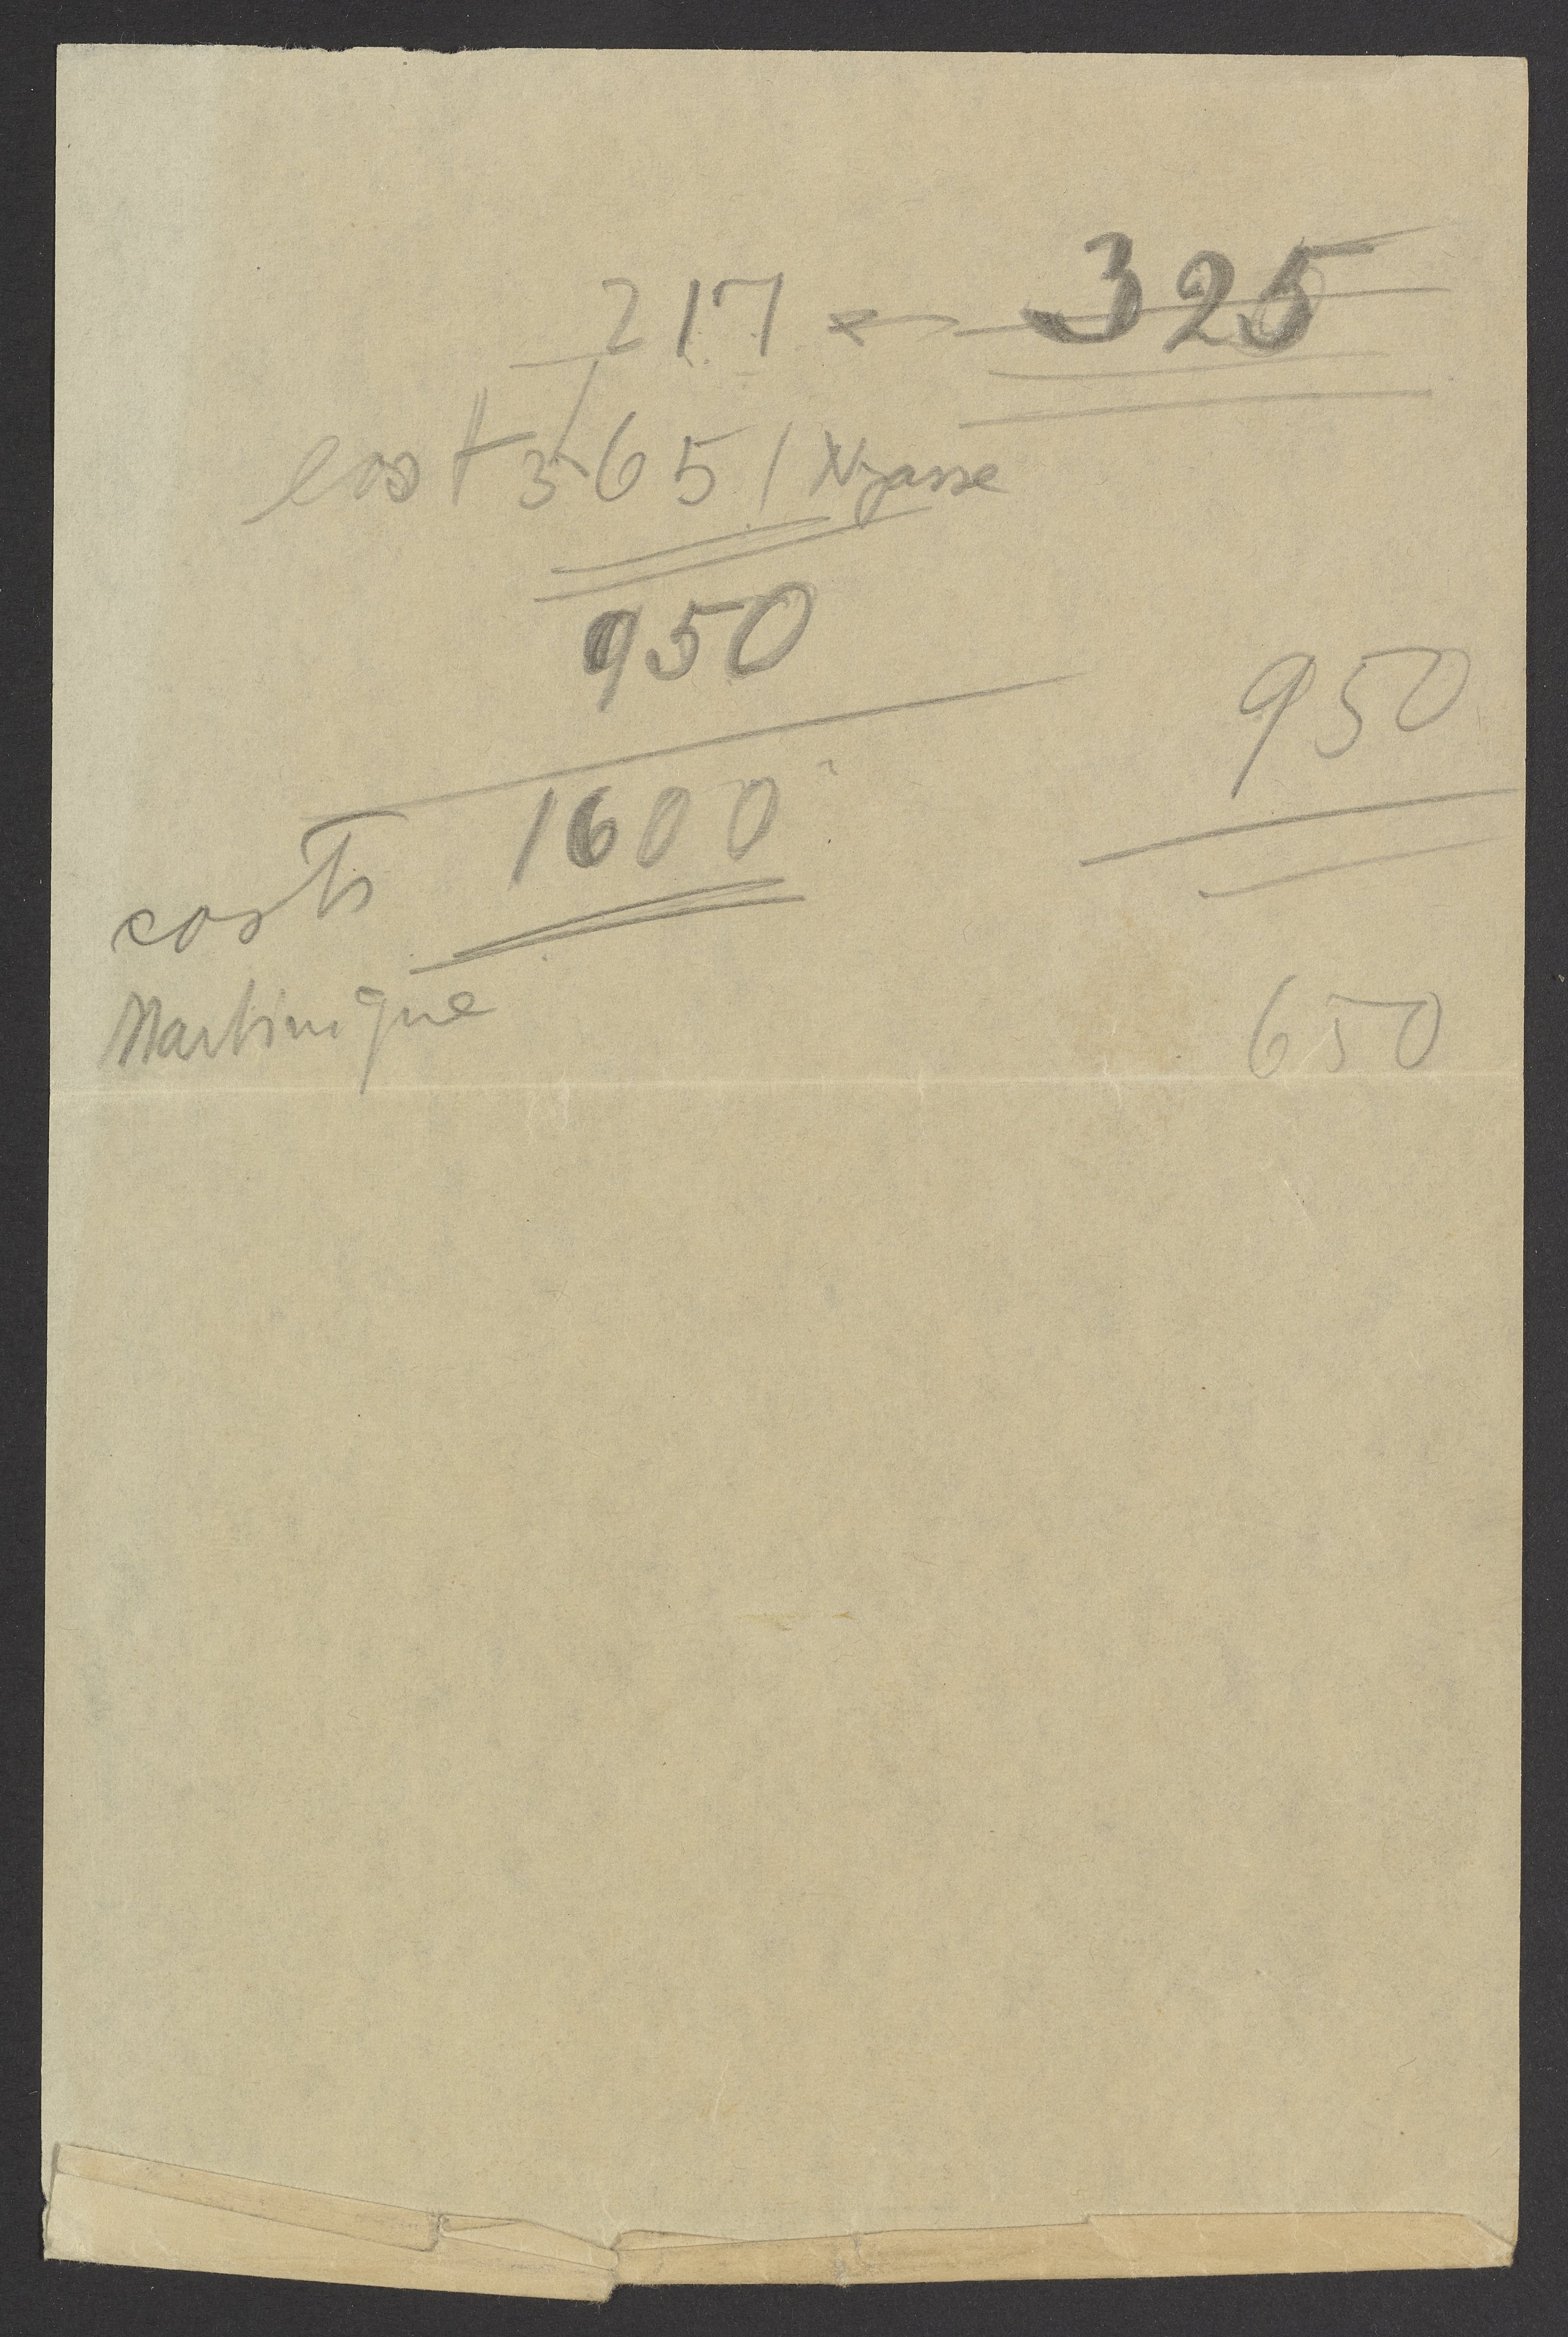 217 - 325
cost 365 / Nyasse
950
950
1600
costs
Martinique
650